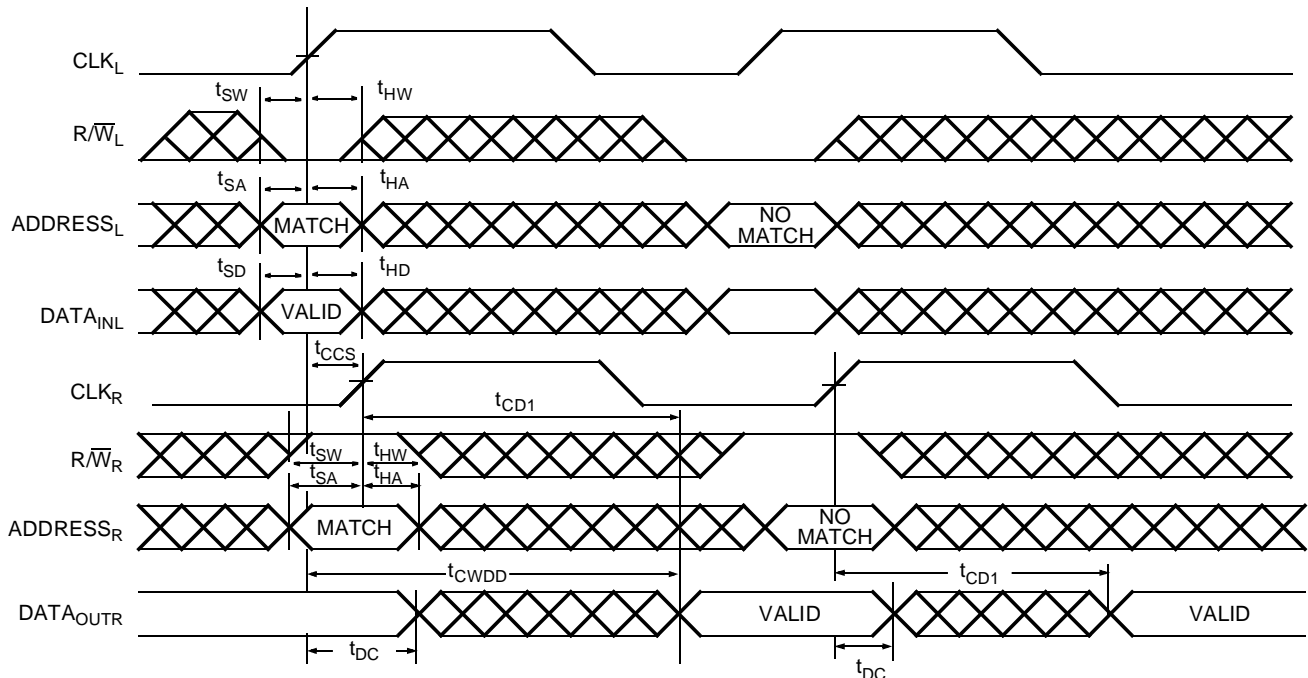 CLK_L
t_SW t_HW
R/W̅_L
t_SA t_HA
ADDRESS_L MATCH NO MATCH
t_SD t_HD
DATA_INL VALID
t_CCS
CLK_R
t_CD1
R/W̅_R t_SW t_HW
t_SA t_HA
ADDRESS_R MATCH NO MATCH
t_CWDD t_CD1
DATA_OUTR VALID VALID
t_DC t_DC